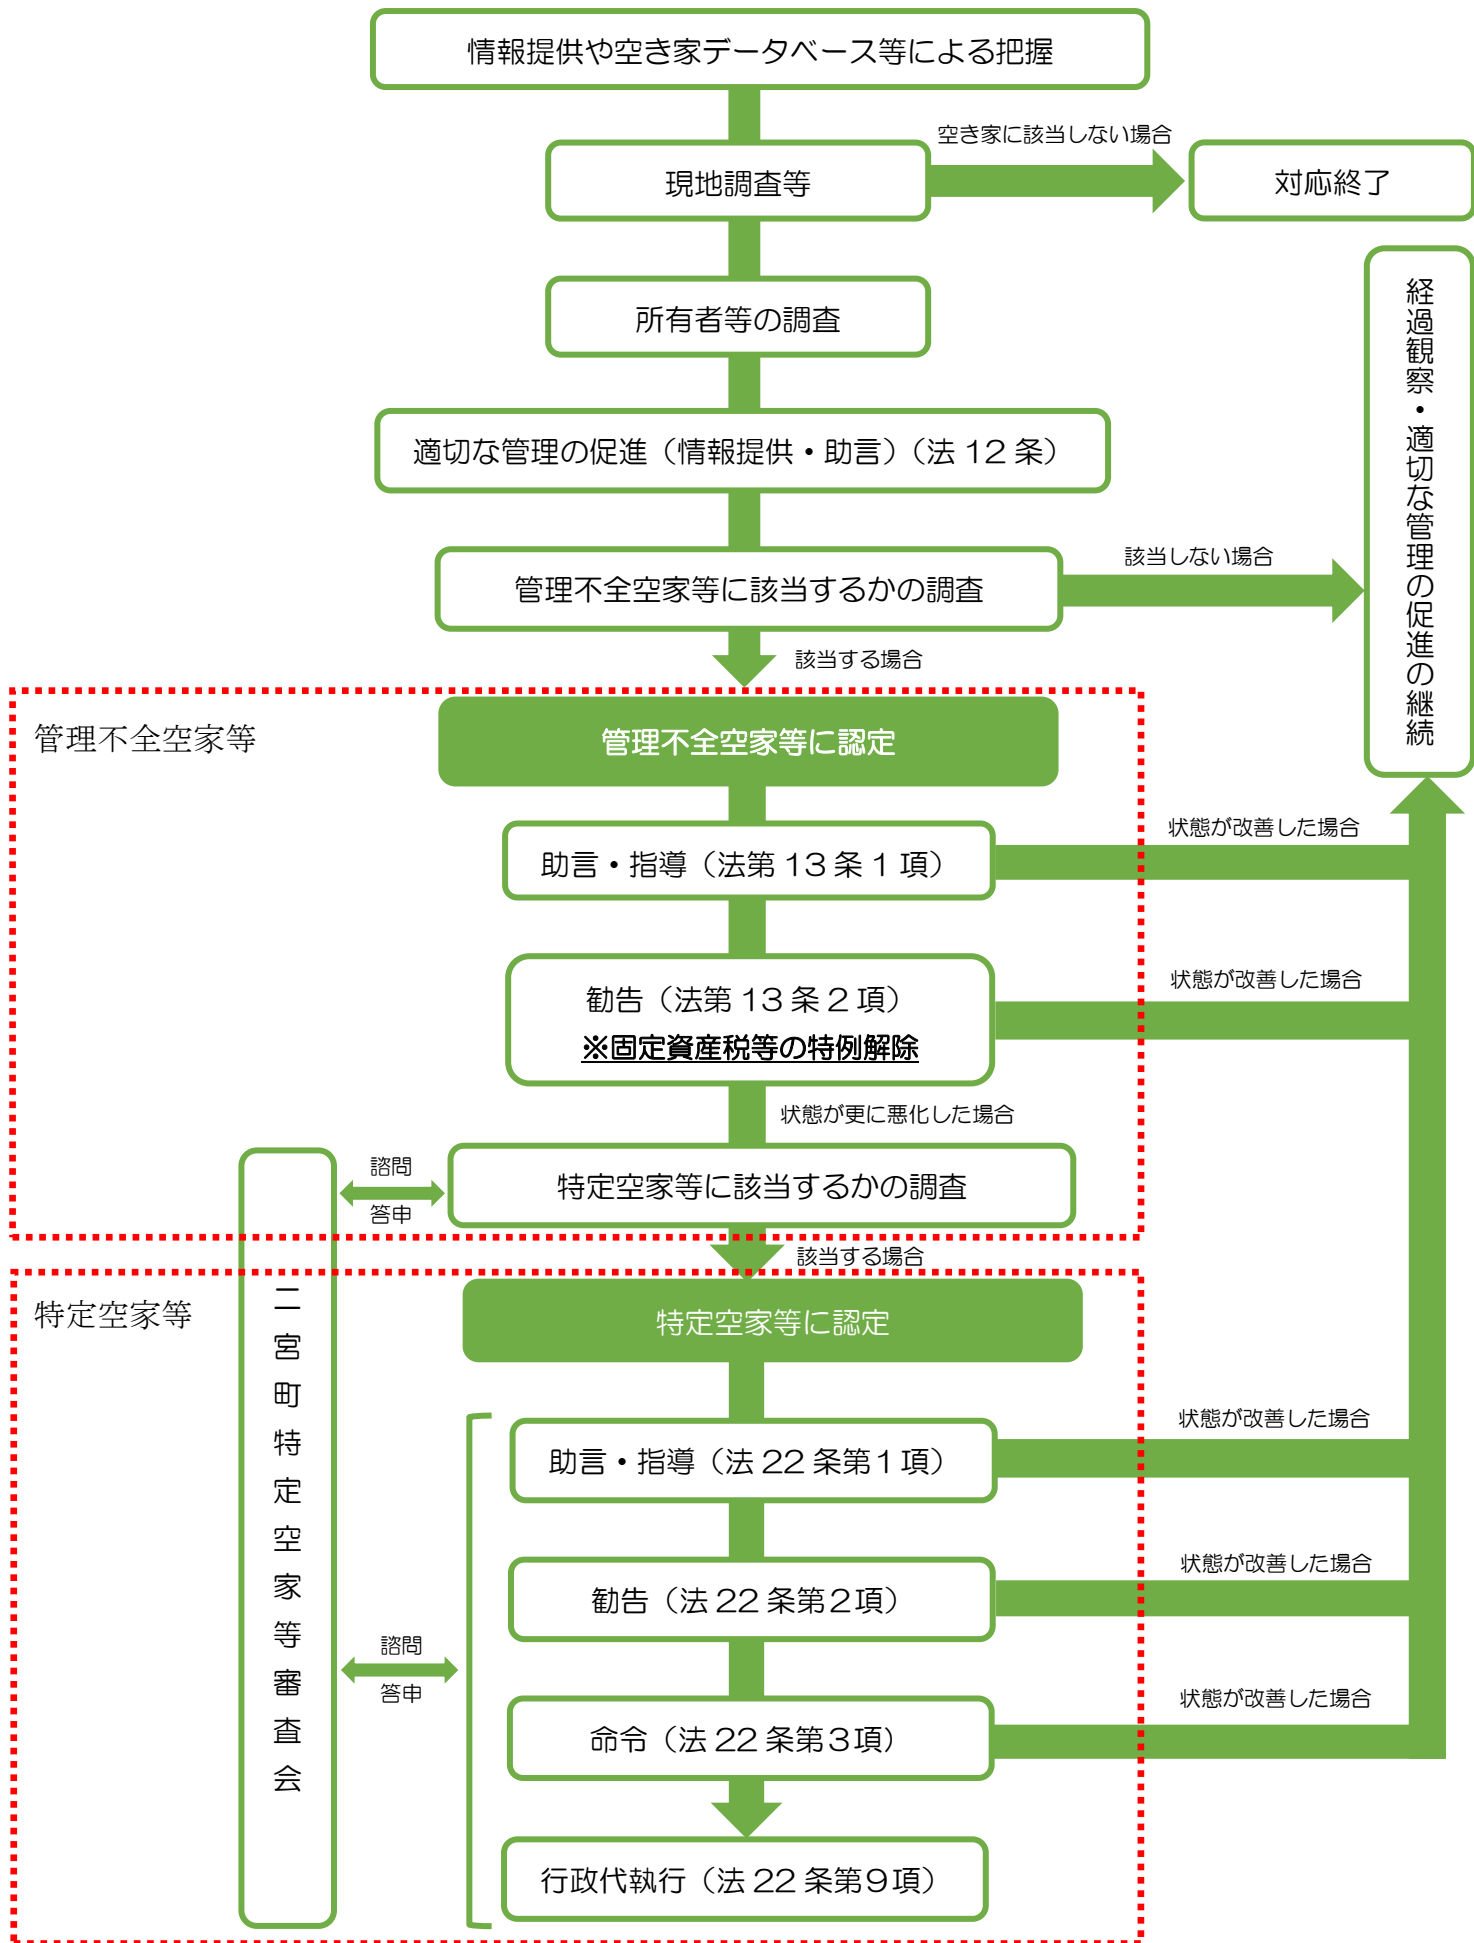 情報提供や空き家データベース等による把握
空き家に該当しない場合
現地調査等
対応終了
所有者等の調査
適切な管理の促進（情報提供・助言）（法 12 条）
経過観察・適切な管理の促進の継続
管理不全空家等に該当するかの調査
該当しない場合
該当する場合
管理不全空家等
管理不全空家等に認定
助言・指導（法第 13 条 1 項）
状態が改善した場合
勧告（法第 13 条 2 項）
※固定資産税等の特例解除
状態が改善した場合
状態が更に悪化した場合
諮問
答申
特定空家等に該当するかの調査
該当する場合
特定空家等
特定空家等に認定
二宮町特定空家等審査会
助言・指導（法 22 条第１項）
状態が改善した場合
勧告（法 22 条第２項）
状態が改善した場合
諮問
答申
命令（法 22 条第３項）
状態が改善した場合
行政代執行（法 22 条第９項）